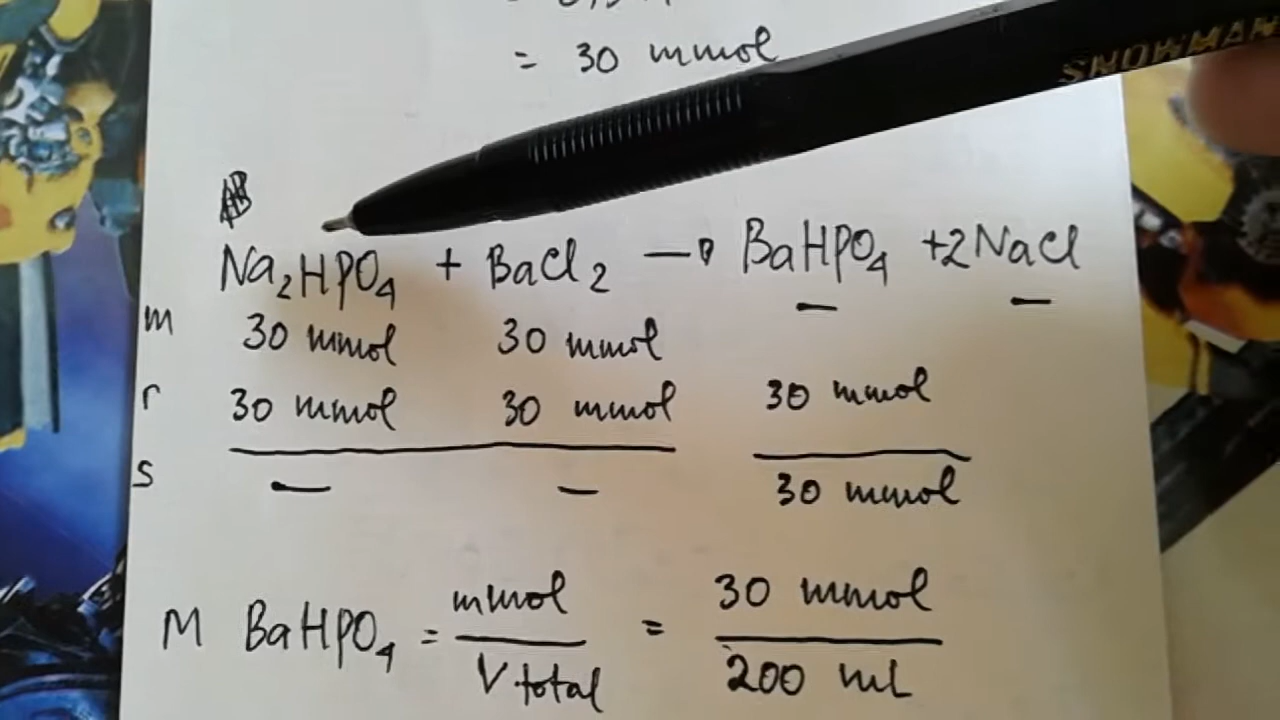 = 30 mmol
SNOWMAN
Na₂HPO₄ + BaCl₂ → BaHPO₄ + 2NaCl
m 30 mmol 30 mmol — —
r 30 mmol 30 mmol 30 mmol
s — — 30 mmol
M BaHPO₄ = mmol / V total = 30 mmol / 200 mL